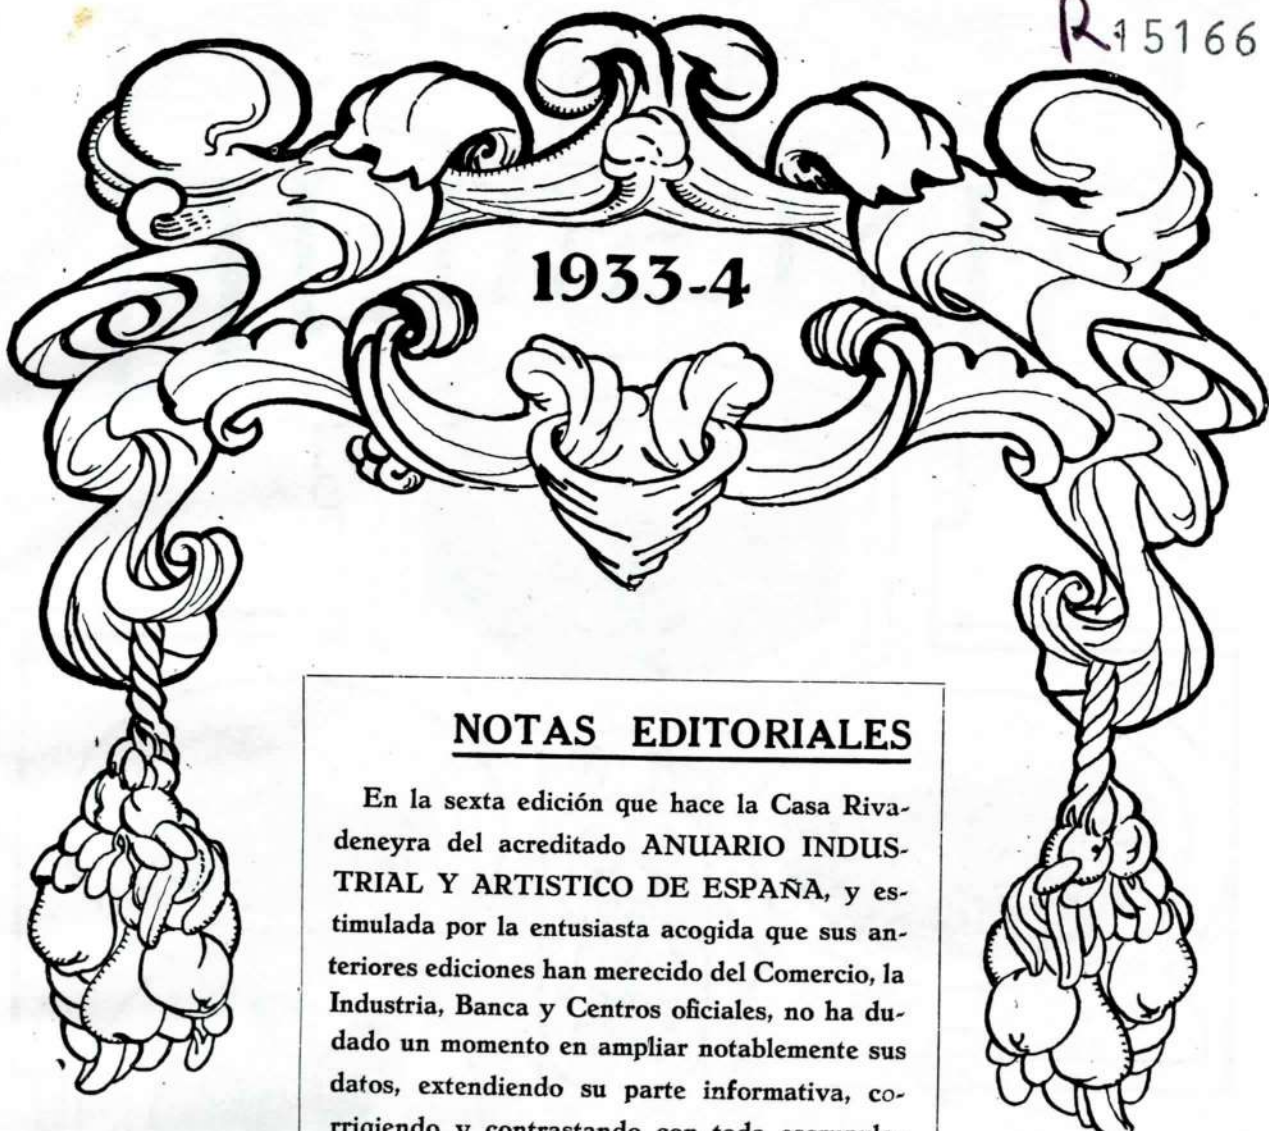 R 15166
1933-4
NOTAS EDITORIALES
En la sexta edición que hace la Casa Riva-
deneyra del acreditado ANUARIO INDUS-
TRIAL Y ARTISTICO DE ESPAÑA, y es-
timulada por la entusiasta acogida que sus an-
teriores ediciones han merecido del Comercio, la
Industria, Banca y Centros oficiales, no ha du-
dado un momento en ampliar notablemente sus
datos, extendiendo su parte informativa, co-
rrigiendo y contrastando con toda